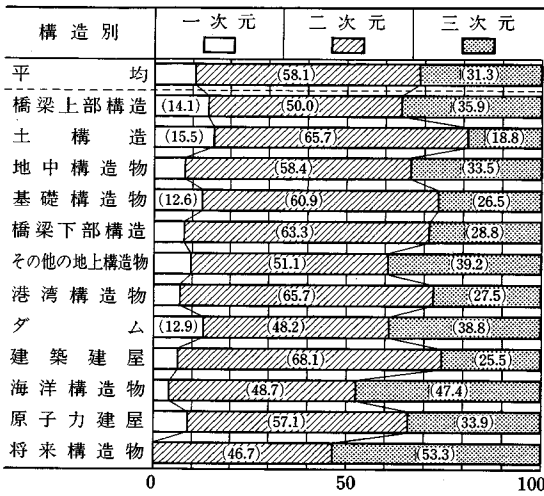 構造別 一次元 二次元 三次元
平均 (58.1) (31.3)
橋梁上部構造 (14.1) (50.0) (35.9)
土構造 (15.5) (65.7) (18.8)
地中構造物 (58.4) (33.5)
基礎構造物 (12.6) (60.9) (26.5)
橋梁下部構造 (63.3) (28.8)
その他の地上構造物 (51.1) (39.2)
港湾構造物 (65.7) (27.5)
ダム (12.9) (48.2) (38.8)
建築建屋 (68.1) (25.5)
海洋構造物 (48.7) (47.4)
原子力建屋 (57.1) (33.9)
将来構造物 (46.7) (53.3)
0 50 100